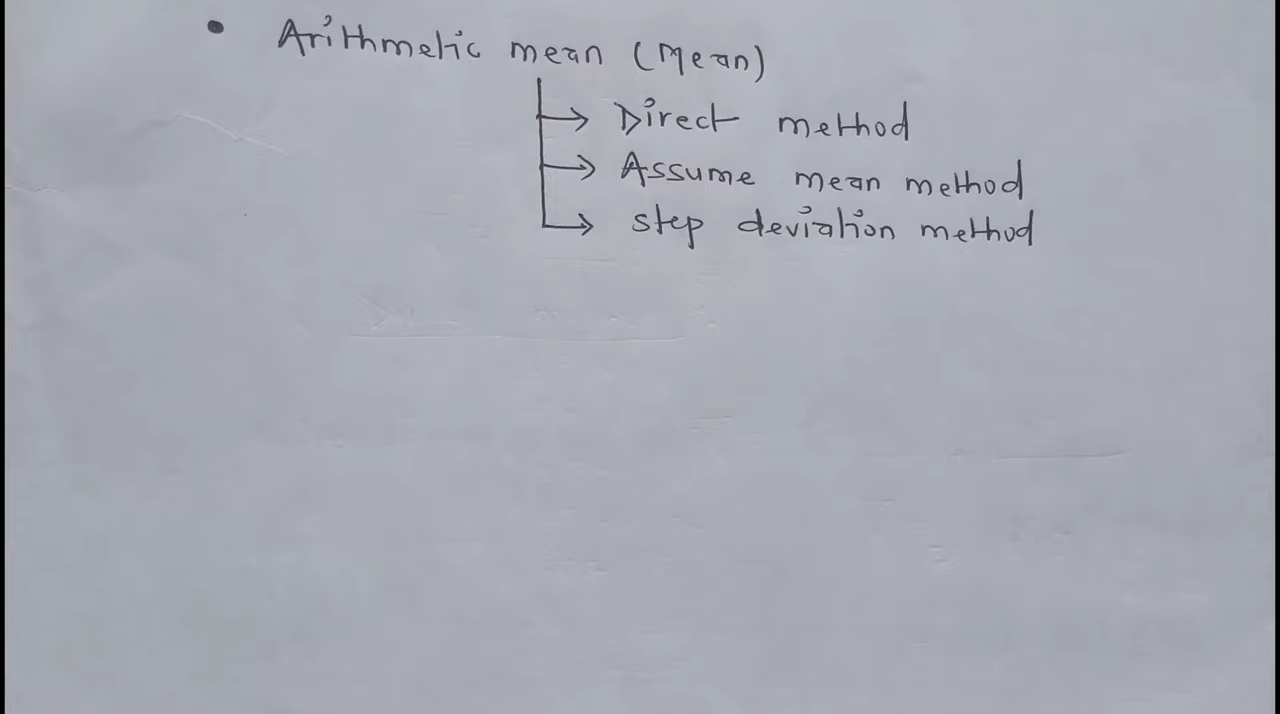 • Arithmetic mean (Mean)
→ Direct method
→ Assume mean method
→ step deviation method